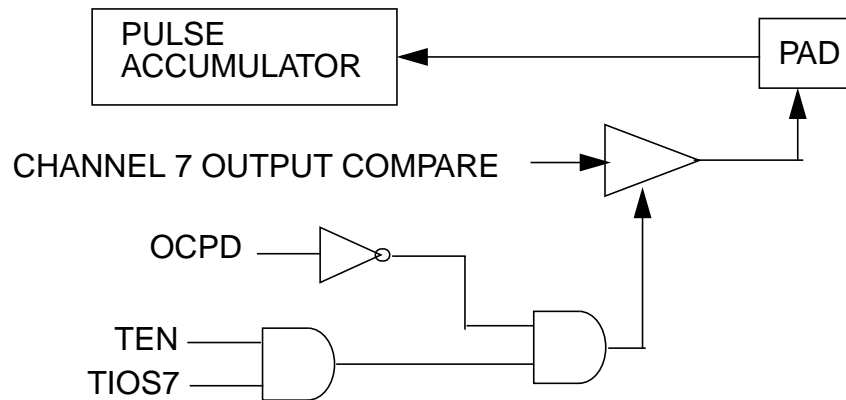 PULSE
ACCUMULATOR
PAD
CHANNEL 7 OUTPUT COMPARE
OCPD
TEN
TIOS7